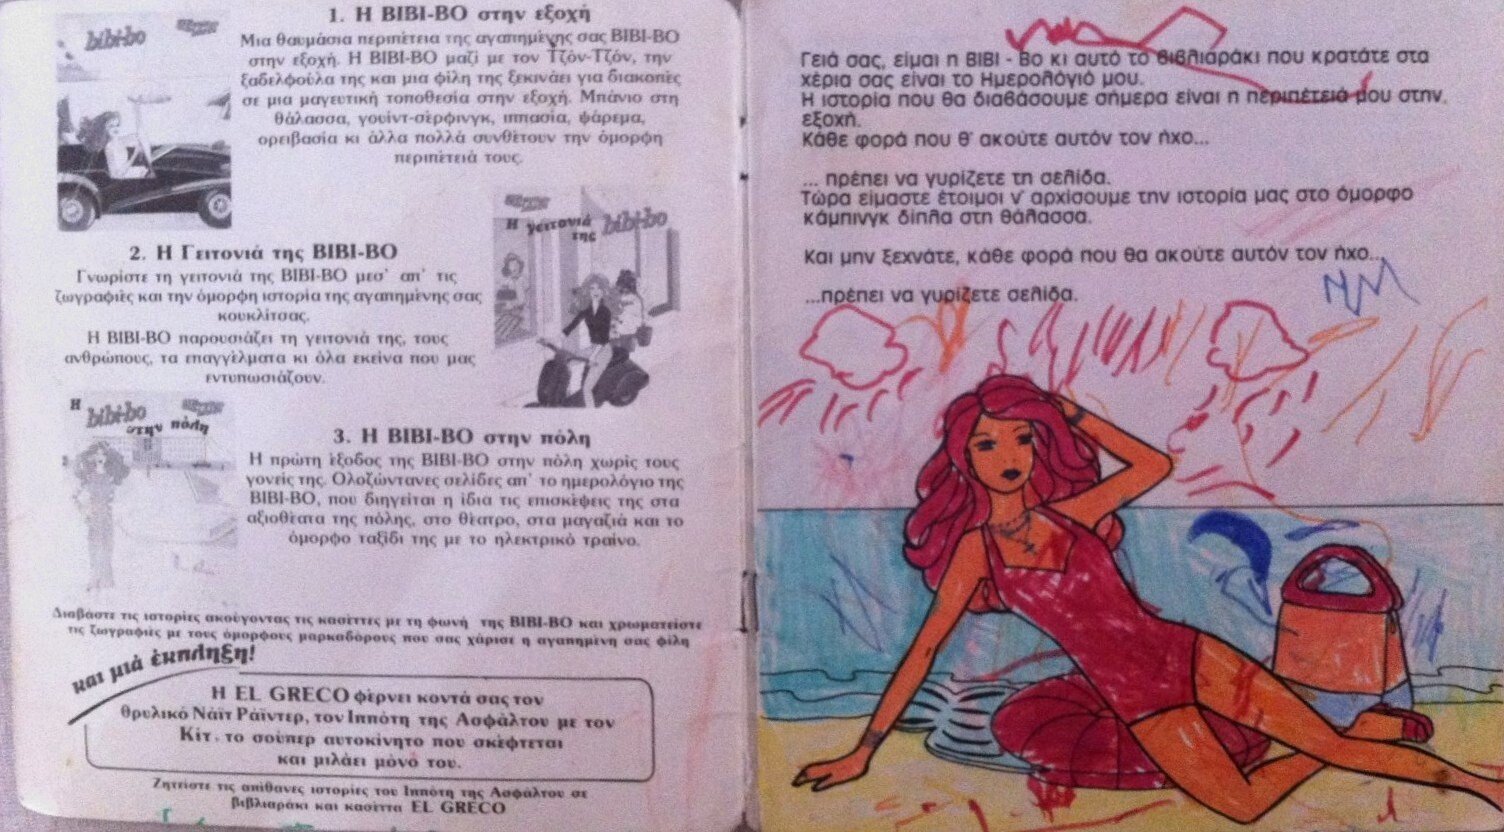 bibi-bo
1. Η BIBI-BO στην εξοχή
Μια θαυμάσια περιπέτεια της αγαπημένης σας BIBI-BO
στην εξοχή. Η BIBI-BO μαζί με τον Τζόν-Τζόν, την
ξαδελφούλα της και μια φίλη της ξεκινάει για διακοπές
σε μια μαγευτική τοποθεσία στην εξοχή. Μπάνιο στη
θάλασσα, γουίντ-σέρφινγκ, ιππασία, ψάρεμα,
ορειβασία κι άλλα πολλά συνθέτουν την όμορφη
περιπέτειά τους.
Η γειτονιά
της bibi-bo
2. Η Γειτονιά της BIBI-BO
Γνωρίστε τη γειτονιά της BIBI-BO μεσ' απ' τις
ζωγραφιές και την όμορφη ιστορία της αγαπημένης σας
κουκλίτσας.
Η BIBI-BO παρουσιάζει τη γειτονιά της, τους
ανθρώπους, τα επαγγέλματα κι όλα εκείνα που μας
εντυπωσιάζουν.
Η bibi-bo
στην πόλη
3. Η BIBI-BO στην πόλη
Η πρώτη έξοδος της BIBI-BO στην πόλη χωρίς τους
γονείς της. Ολοζώντανες σελίδες απ' το ημερολόγιο της
BIBI-BO, που διηγείται η ίδια τις επισκέψεις της στα
αξιοθέατα της πόλης, στο θέατρο, στα μαγαζιά και το
όμορφο ταξίδι της με το ηλεκτρικό τραίνο.
Διαβάστε τις ιστορίες ακούγοντας τις κασέττες με τη φωνή της BIBI-BO και χρωματείστε
τις ζωγραφιές με τους όμορφους μαρκαδόρους που σας χάρισε η αγαπημένη σας φίλη
και μιά έκπληξη!
Η EL GRECO φέρνει κοντά σας τον
θρυλικό Νάϊτ Ράϊντερ, τον Ιππότη της Ασφάλτου με τον
Κίτ, το σούπερ αυτοκίνητο που σκέφτεται
και μιλάει μόνο του.
Ζητείστε τις απίθανες ιστορίες του Ιππότη της Ασφάλτου σε
βιβλιαράκι και κασέττα EL GRECO
Γειά σας, είμαι η BIBI - Bo κι αυτό το βιβλιαράκι που κρατάτε στα
χέρια σας είναι το Ημερολόγιό μου.
Η ιστορία που θα διαβάσουμε σήμερα είναι η περιπέτειά μου στην
εξοχή.
Κάθε φορά που θ' ακούτε αυτόν τον ήχο...
... πρέπει να γυρίζετε τη σελίδα.
Τώρα είμαστε έτοιμοι ν' αρχίσουμε την ιστορία μας στο όμορφο
κάμπινγκ δίπλα στη θάλασσα.
Και μην ξεχνάτε, κάθε φορά που θα ακούτε αυτόν τον ήχο...
...πρέπει να γυρίζετε σελίδα.